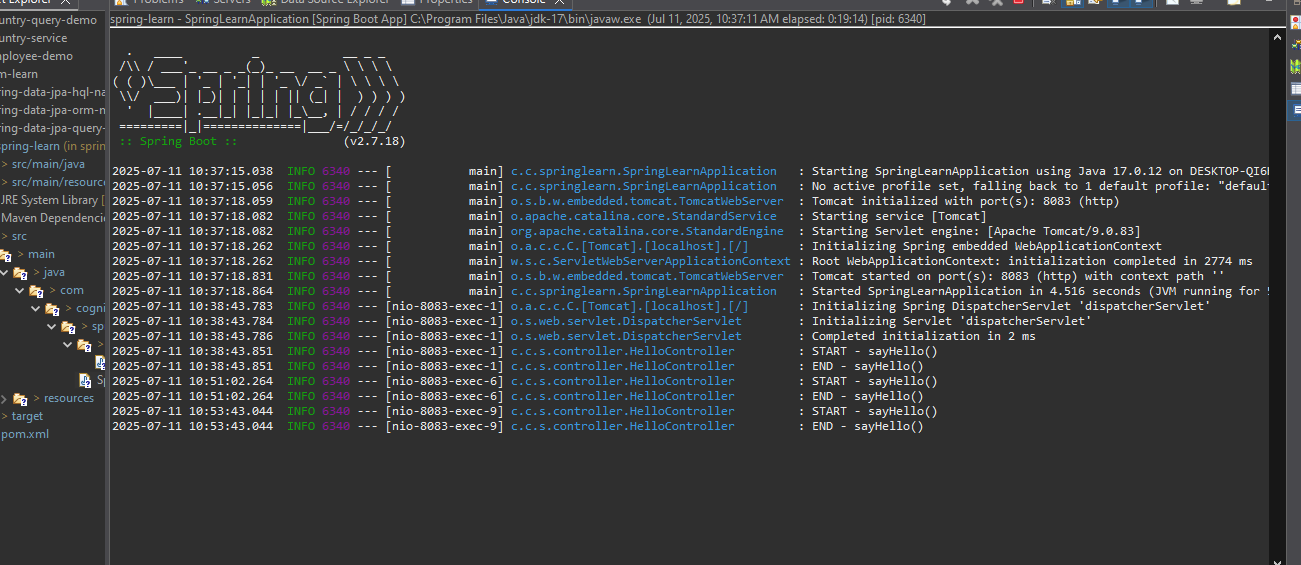 Problems Servers Data Source Explorer Properties Console
spring-learn - SpringLearnApplication [Spring Boot App] C:\Program Files\Java\jdk-17\bin\javaw.exe (Jul 11, 2025, 10:37:11 AM elapsed: 0:19:14) [pid: 6340]
untry-query-demo
untry-service
ployee-demo
m-learn
ring-data-jpa-hql-na
ring-data-jpa-orm-m
ring-data-jpa-query-
spring-learn (in sprin
> src/main/java
> src/main/resource
JRE System Library [
Maven Dependencie
> src
main
> java
> com
> cogni
> sp
>
Sp
> resources
> target
pom.xml
:: Spring Boot :: (v2.7.18)
2025-07-11 10:37:15.038 INFO 6340 --- [ main] c.c.springlearn.SpringLearnApplication : Starting SpringLearnApplication using Java 17.0.12 on DESKTOP-QI6
2025-07-11 10:37:15.056 INFO 6340 --- [ main] c.c.springlearn.SpringLearnApplication : No active profile set, falling back to 1 default profile: "defaul
2025-07-11 10:37:18.059 INFO 6340 --- [ main] o.s.b.w.embedded.tomcat.TomcatWebServer : Tomcat initialized with port(s): 8083 (http)
2025-07-11 10:37:18.082 INFO 6340 --- [ main] o.apache.catalina.core.StandardService : Starting service [Tomcat]
2025-07-11 10:37:18.082 INFO 6340 --- [ main] org.apache.catalina.core.StandardEngine : Starting Servlet engine: [Apache Tomcat/9.0.83]
2025-07-11 10:37:18.262 INFO 6340 --- [ main] o.a.c.c.C.[Tomcat].[localhost].[/] : Initializing Spring embedded WebApplicationContext
2025-07-11 10:37:18.262 INFO 6340 --- [ main] w.s.c.ServletWebServerApplicationContext : Root WebApplicationContext: initialization completed in 2774 ms
2025-07-11 10:37:18.831 INFO 6340 --- [ main] o.s.b.w.embedded.tomcat.TomcatWebServer : Tomcat started on port(s): 8083 (http) with context path ''
2025-07-11 10:37:18.864 INFO 6340 --- [ main] c.c.springlearn.SpringLearnApplication : Started SpringLearnApplication in 4.516 seconds (JVM running for 5
2025-07-11 10:38:43.783 INFO 6340 --- [nio-8083-exec-1] o.a.c.c.C.[Tomcat].[localhost].[/] : Initializing Spring DispatcherServlet 'dispatcherServlet'
2025-07-11 10:38:43.784 INFO 6340 --- [nio-8083-exec-1] o.s.web.servlet.DispatcherServlet : Initializing Servlet 'dispatcherServlet'
2025-07-11 10:38:43.786 INFO 6340 --- [nio-8083-exec-1] o.s.web.servlet.DispatcherServlet : Completed initialization in 2 ms
2025-07-11 10:38:43.851 INFO 6340 --- [nio-8083-exec-1] c.c.s.controller.HelloController : START - sayHello()
2025-07-11 10:38:43.851 INFO 6340 --- [nio-8083-exec-1] c.c.s.controller.HelloController : END - sayHello()
2025-07-11 10:51:02.264 INFO 6340 --- [nio-8083-exec-6] c.c.s.controller.HelloController : START - sayHello()
2025-07-11 10:51:02.264 INFO 6340 --- [nio-8083-exec-6] c.c.s.controller.HelloController : END - sayHello()
2025-07-11 10:53:43.044 INFO 6340 --- [nio-8083-exec-9] c.c.s.controller.HelloController : START - sayHello()
2025-07-11 10:53:43.044 INFO 6340 --- [nio-8083-exec-9] c.c.s.controller.HelloController : END - sayHello()